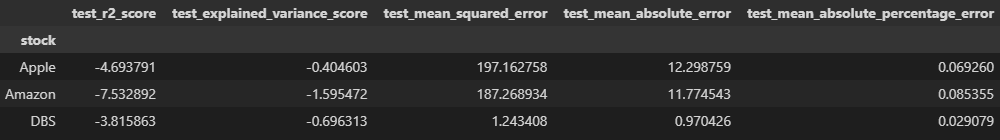 test_r2_score test_explained_variance_score test_mean_squared_error test_mean_absolute_error test_mean_absolute_percentage_error
stock
Apple -4.693791 -0.404603 197.162758 12.298759 0.069260
Amazon -7.532892 -1.595472 187.268934 11.774543 0.085355
DBS -3.815863 -0.696313 1.243408 0.970426 0.029079